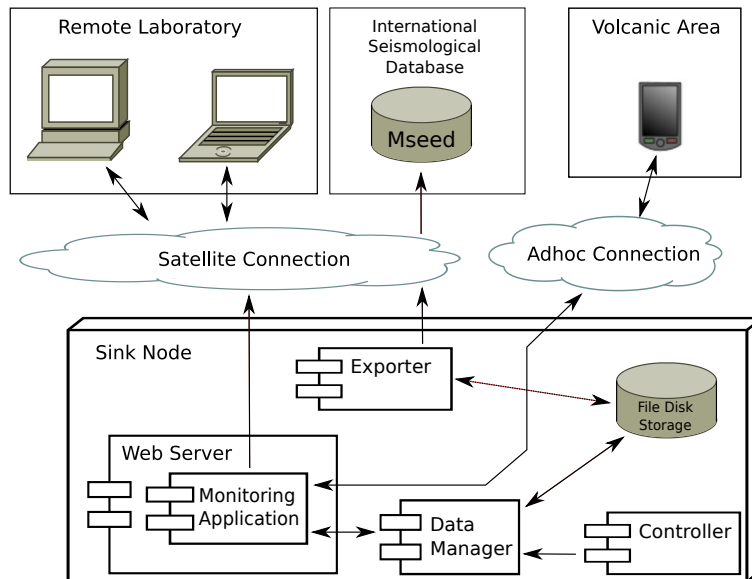 Remote Laboratory
International
Seismological
Database
Mseed
Volcanic Area
Satellite Connection
Adhoc Connection
Sink Node
Exporter
File Disk
Storage
Web Server
Monitoring
Application
Data
Manager
Controller